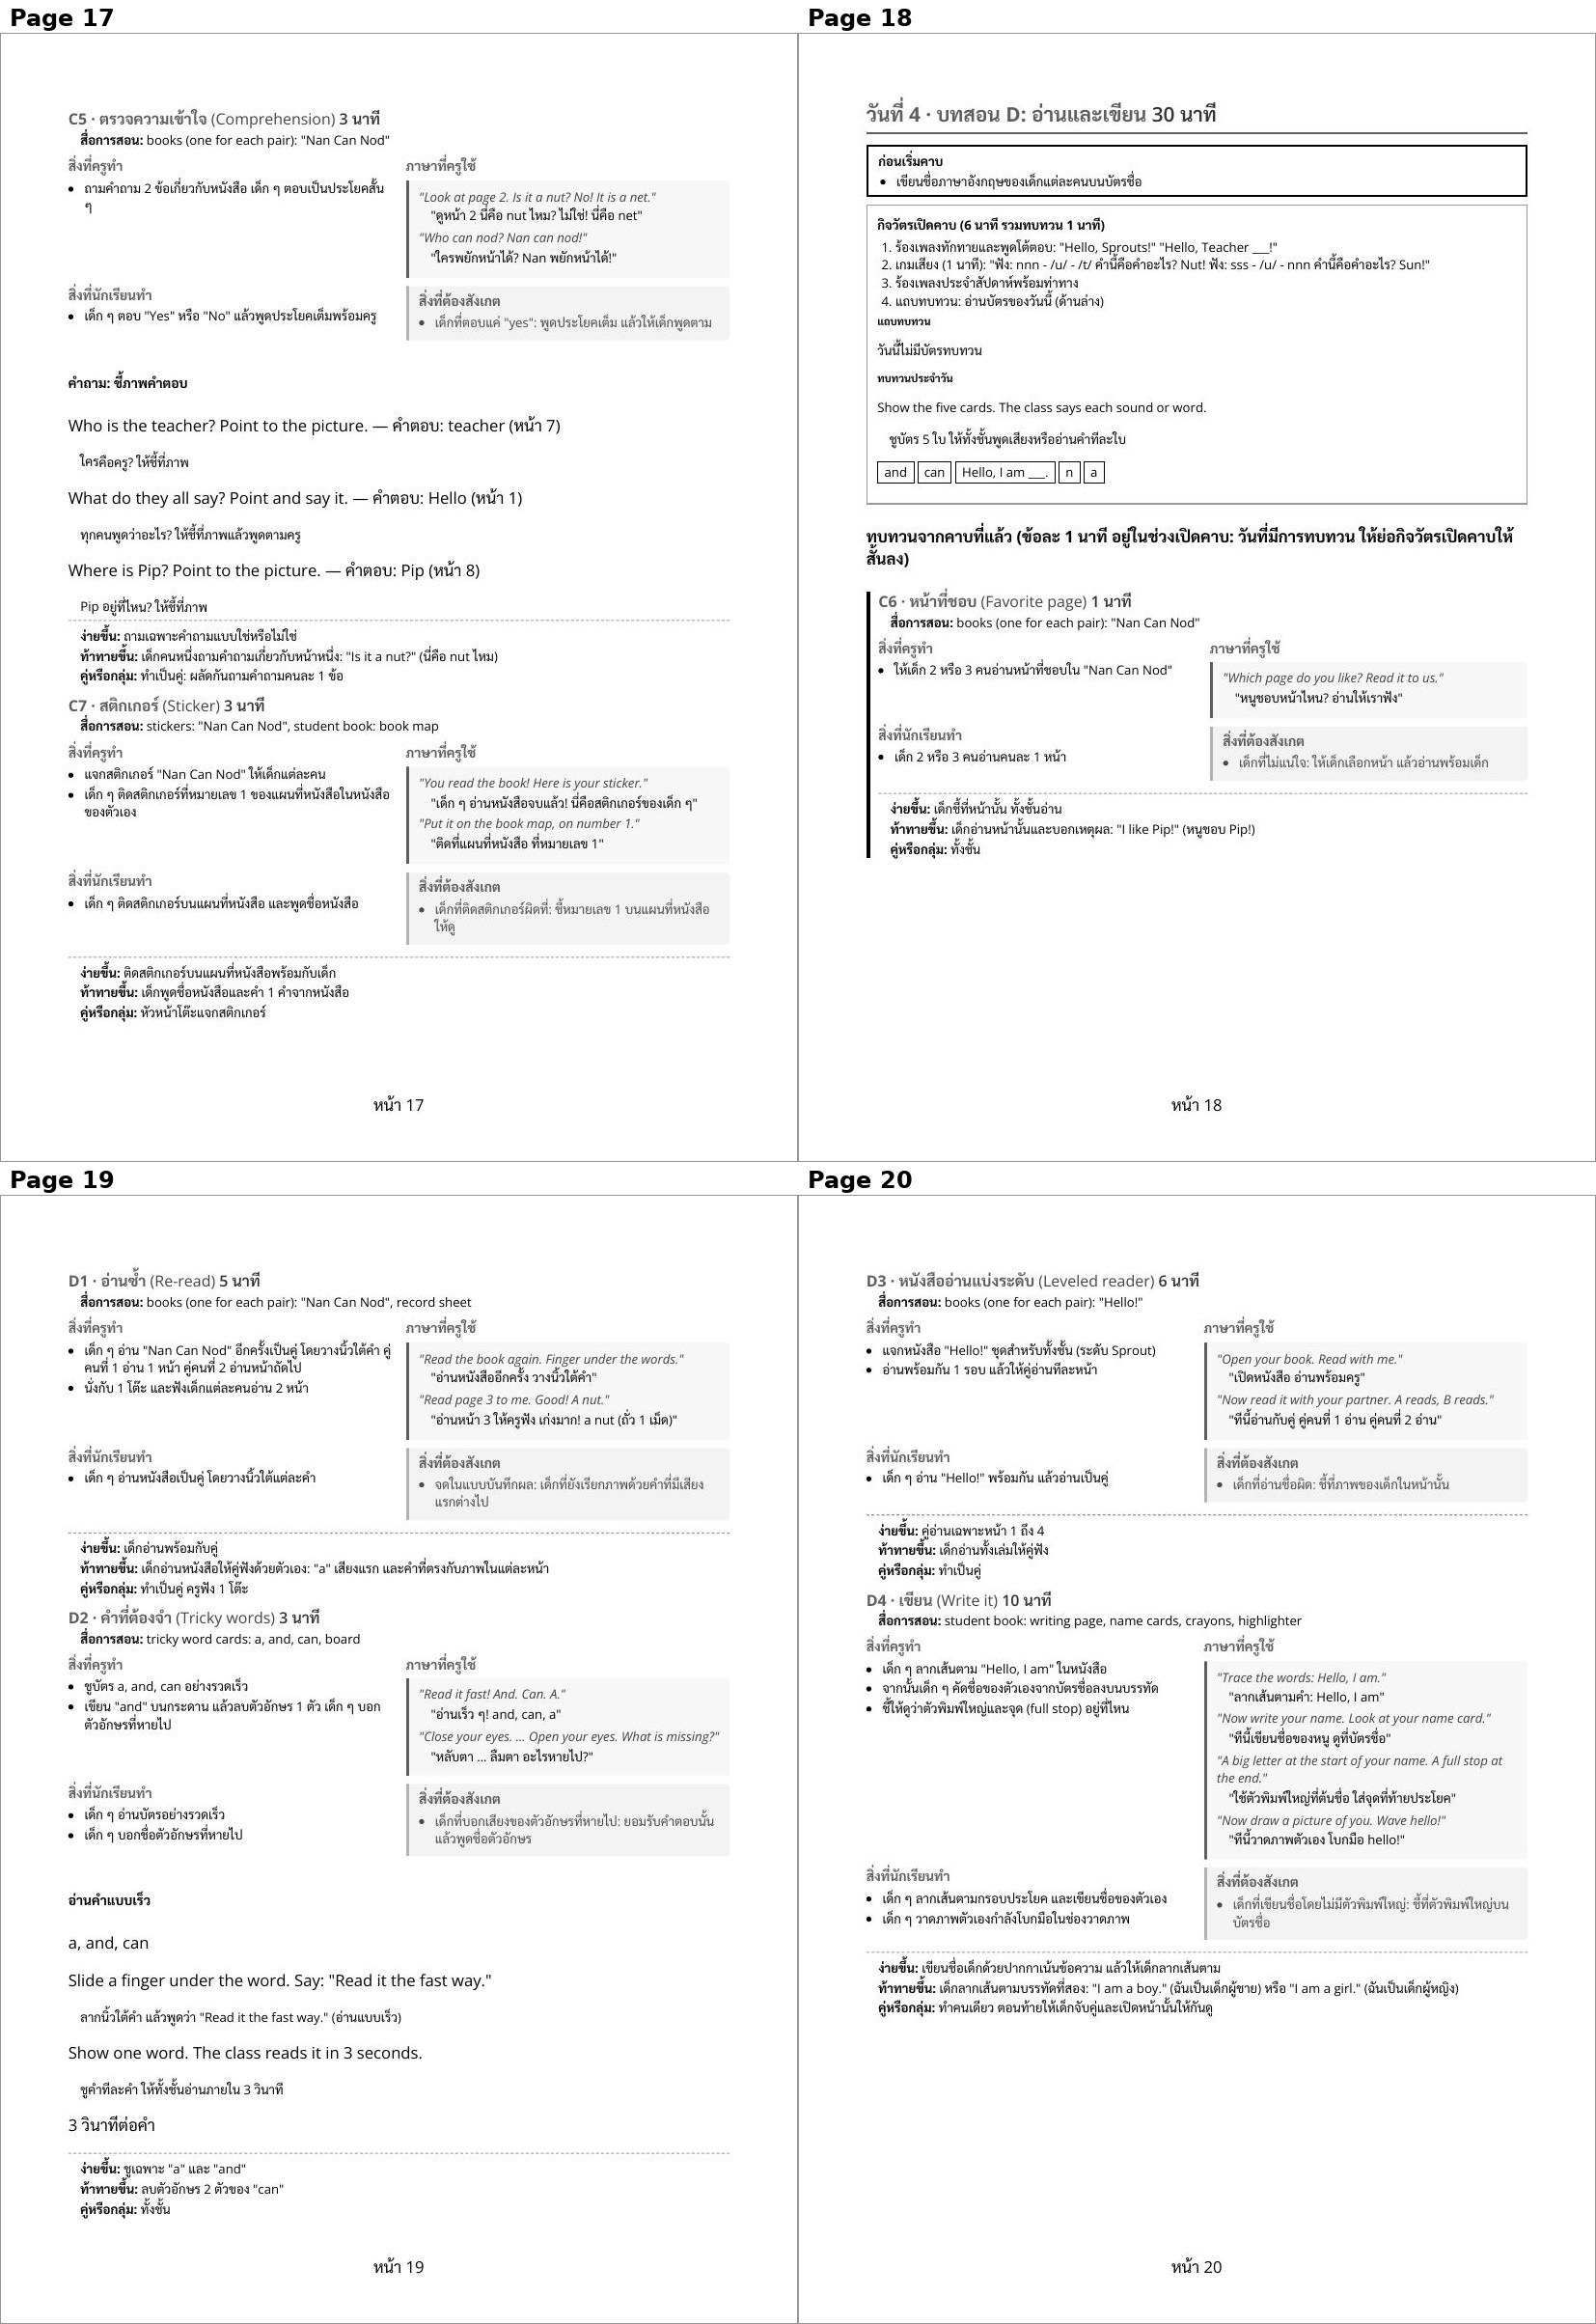 Page 17
C5 · ตรวจความเข้าใจ (Comprehension) 3 นาที
สื่อการสอน: books (one for each pair): "Nan Can Nod"
สิ่งที่ครูทำ
• ถามคำถาม 2 ข้อเกี่ยวกับหนังสือ เด็ก ๆ ตอบเป็นประโยคสั้น
ๆ
ภาษาที่ครูใช้
"Look at page 2. Is it a nut? No! It is a net."
"ดูหน้า 2 นี่คือ nut ไหม? ไม่ใช่! นี่คือ net"
"Who can nod? Nan can nod!"
"ใครพยักหน้าได้? Nan พยักหน้าได้!"
สิ่งที่นักเรียนทำ
• เด็ก ๆ ตอบ "Yes" หรือ "No" แล้วพูดประโยคเต็มพร้อมครู
สิ่งที่ต้องสังเกต
• เด็กที่ตอบแค่ "yes": พูดประโยคเต็ม แล้วให้เด็กพูดตาม
คำถาม: ชี้ภาพคำตอบ
Who is the teacher? Point to the picture. — คำตอบ: teacher (หน้า 7)
ใครคือครู? ให้ชี้ที่ภาพ
What do they all say? Point and say it. — คำตอบ: Hello (หน้า 1)
ทุกคนพูดว่าอะไร? ให้ชี้ที่ภาพแล้วพูดตามครู
Where is Pip? Point to the picture. — คำตอบ: Pip (หน้า 8)
Pip อยู่ที่ไหน? ให้ชี้ที่ภาพ
ง่ายขึ้น: ถามเฉพาะคำถามแบบใช่หรือไม่ใช่
ท้าทายขึ้น: เด็กคนหนึ่งถามคำถามเกี่ยวกับหน้าหนึ่ง: "Is it a nut?" (นี่คือ nut ไหม)
คู่หรือกลุ่ม: ทำเป็นคู่: ผลัดกันถามคำถามคนละ 1 ข้อ
C7 · สติกเกอร์ (Sticker) 3 นาที
สื่อการสอน: stickers: "Nan Can Nod", student book: book map
สิ่งที่ครูทำ
• แจกสติกเกอร์ "Nan Can Nod" ให้เด็กแต่ละคน
• เด็ก ๆ ติดสติกเกอร์ที่หมายเลข 1 ของแผนที่หนังสือในหนังสือ
ของตัวเอง
ภาษาที่ครูใช้
"You read the book! Here is your sticker."
"เด็ก ๆ อ่านหนังสือจบแล้ว! นี่คือสติกเกอร์ของเด็ก ๆ"
"Put it on the book map, on number 1."
"ติดที่แผนที่หนังสือ ที่หมายเลข 1"
สิ่งที่นักเรียนทำ
• เด็ก ๆ ติดสติกเกอร์บนแผนที่หนังสือ และพูดชื่อหนังสือ
สิ่งที่ต้องสังเกต
• เด็กที่ติดสติกเกอร์ผิดที่: ชี้หมายเลข 1 บนแผนที่หนังสือ
ให้ดู
ง่ายขึ้น: ติดสติกเกอร์บนแผนที่หนังสือพร้อมกับเด็ก
ท้าทายขึ้น: เด็กพูดชื่อหนังสือและคำ 1 คำจากหนังสือ
คู่หรือกลุ่ม: หัวหน้าโต๊ะแจกสติกเกอร์
หน้า 17
Page 18
วันที่ 4 · บทสอน D: อ่านและเขียน 30 นาที
ก่อนเริ่มคาบ
• เขียนชื่อภาษาอังกฤษของเด็กแต่ละคนบนบัตรชื่อ
กิจวัตรเปิดคาบ (6 นาที รวมทบทวน 1 นาที)
1. ร้องเพลงทักทายและพูดโต้ตอบ: "Hello, Sprouts!" "Hello, Teacher ___!"
2. เกมเสียง (1 นาที): "ฟัง: nnn - /u/ - /t/ คำนี้คือคำอะไร? Nut! ฟัง: sss - /u/ - nnn คำนี้คือคำอะไร? Sun!"
3. ร้องเพลงประจำสัปดาห์พร้อมท่าทาง
4. แถบทบทวน: อ่านบัตรของวันนี้ (ด้านล่าง)
แถบทบทวน
วันนี้ไม่มีบัตรทบทวน
ทบทวนประจำวัน
Show the five cards. The class says each sound or word.
ชูบัตร 5 ใบ ให้ทั้งชั้นพูดเสียงหรืออ่านคำทีละใบ
and can Hello, I am ___. n a
ทบทวนจากคาบที่แล้ว (ข้อละ 1 นาที อยู่ในช่วงเปิดคาบ: วันที่มีการทบทวน ให้ย่อกิจวัตรเปิดคาบให้
สั้นลง)
C6 · หน้าที่ชอบ (Favorite page) 1 นาที
สื่อการสอน: books (one for each pair): "Nan Can Nod"
สิ่งที่ครูทำ
• ให้เด็ก 2 หรือ 3 คนอ่านหน้าที่ชอบใน "Nan Can Nod"
ภาษาที่ครูใช้
"Which page do you like? Read it to us."
"หนูชอบหน้าไหน? อ่านให้เราฟัง"
สิ่งที่นักเรียนทำ
• เด็ก 2 หรือ 3 คนอ่านคนละ 1 หน้า
สิ่งที่ต้องสังเกต
• เด็กที่ไม่แน่ใจ: ให้เด็กเลือกหน้า แล้วอ่านพร้อมเด็ก
ง่ายขึ้น: เด็กชี้ที่หน้านั้น ทั้งชั้นอ่าน
ท้าทายขึ้น: เด็กอ่านหน้านั้นและบอกเหตุผล: "I like Pip!" (หนูชอบ Pip!)
คู่หรือกลุ่ม: ทั้งชั้น
หน้า 18
Page 19
D1 · อ่านซ้ำ (Re-read) 5 นาที
สื่อการสอน: books (one for each pair): "Nan Can Nod", record sheet
สิ่งที่ครูทำ
• เด็ก ๆ อ่าน "Nan Can Nod" อีกครั้งเป็นคู่ โดยวางนิ้วใต้คำ คู่
คนที่ 1 อ่าน 1 หน้า คู่คนที่ 2 อ่านหน้าถัดไป
• นั่งกับ 1 โต๊ะ และฟังเด็กแต่ละคนอ่าน 2 หน้า
ภาษาที่ครูใช้
"Read the book again. Finger under the words."
"อ่านหนังสืออีกครั้ง วางนิ้วใต้คำ"
"Read page 3 to me. Good! A nut."
"อ่านหน้า 3 ให้ครูฟัง เก่งมาก! a nut (ถั่ว 1 เม็ด)"
สิ่งที่นักเรียนทำ
• เด็ก ๆ อ่านหนังสือเป็นคู่ โดยวางนิ้วใต้แต่ละคำ
สิ่งที่ต้องสังเกต
• จดในแบบบันทึกผล: เด็กที่ยังเรียกภาพด้วยคำที่มีเสียง
แรกต่างไป
ง่ายขึ้น: เด็กอ่านพร้อมกับคู่
ท้าทายขึ้น: เด็กอ่านหนังสือให้คู่ฟังด้วยตัวเอง: "a" เสียงแรก และคำที่ตรงกับภาพในแต่ละหน้า
คู่หรือกลุ่ม: ทำเป็นคู่ ครูฟัง 1 โต๊ะ
D2 · คำที่ต้องจำ (Tricky words) 3 นาที
สื่อการสอน: tricky word cards: a, and, can, board
สิ่งที่ครูทำ
• ชูบัตร a, and, can อย่างรวดเร็ว
• เขียน "and" บนกระดาน แล้วลบตัวอักษร 1 ตัว เด็ก ๆ บอก
ตัวอักษรที่หายไป
ภาษาที่ครูใช้
"Read it fast! And. Can. A."
"อ่านเร็ว ๆ! and, can, a"
"Close your eyes. ... Open your eyes. What is missing?"
"หลับตา ... ลืมตา อะไรหายไป?"
สิ่งที่นักเรียนทำ
• เด็ก ๆ อ่านบัตรอย่างรวดเร็ว
• เด็ก ๆ บอกชื่อตัวอักษรที่หายไป
สิ่งที่ต้องสังเกต
• เด็กที่บอกเสียงของตัวอักษรที่หายไป: ยอมรับคำตอบนั้น
แล้วพูดชื่อตัวอักษร
อ่านคำแบบเร็ว
a, and, can
Slide a finger under the word. Say: "Read it the fast way."
ลากนิ้วใต้คำ แล้วพูดว่า "Read it the fast way." (อ่านแบบเร็ว)
Show one word. The class reads it in 3 seconds.
ชูคำทีละคำ ให้ทั้งชั้นอ่านภายใน 3 วินาที
3 วินาทีต่อคำ
ง่ายขึ้น: ชูเฉพาะ "a" และ "and"
ท้าทายขึ้น: ลบตัวอักษร 2 ตัวของ "can"
คู่หรือกลุ่ม: ทั้งชั้น
หน้า 19
Page 20
D3 · หนังสืออ่านแบ่งระดับ (Leveled reader) 6 นาที
สื่อการสอน: books (one for each pair): "Hello!"
สิ่งที่ครูทำ
• แจกหนังสือ "Hello!" ชุดสำหรับทั้งชั้น (ระดับ Sprout)
• อ่านพร้อมกัน 1 รอบ แล้วให้คู่อ่านทีละหน้า
ภาษาที่ครูใช้
"Open your book. Read with me."
"เปิดหนังสือ อ่านพร้อมครู"
"Now read it with your partner. A reads, B reads."
"ทีนี้อ่านกับคู่ คู่คนที่ 1 อ่าน คู่คนที่ 2 อ่าน"
สิ่งที่นักเรียนทำ
• เด็ก ๆ อ่าน "Hello!" พร้อมกัน แล้วอ่านเป็นคู่
สิ่งที่ต้องสังเกต
• เด็กที่อ่านชื่อผิด: ชี้ที่ภาพของเด็กในหน้านั้น
ง่ายขึ้น: คู่อ่านเฉพาะหน้า 1 ถึง 4
ท้าทายขึ้น: เด็กอ่านทั้งเล่มให้คู่ฟัง
คู่หรือกลุ่ม: ทำเป็นคู่
D4 · เขียน (Write it) 10 นาที
สื่อการสอน: student book: writing page, name cards, crayons, highlighter
สิ่งที่ครูทำ
• เด็ก ๆ ลากเส้นตาม "Hello, I am" ในหนังสือ
• จากนั้นเด็ก ๆ คัดชื่อของตัวเองจากบัตรชื่อลงบนบรรทัด
• ชี้ให้ดูว่าตัวพิมพ์ใหญ่และจุด (full stop) อยู่ที่ไหน
ภาษาที่ครูใช้
"Trace the words: Hello, I am."
"ลากเส้นตามคำ: Hello, I am"
"Now write your name. Look at your name card."
"ทีนี้เขียนชื่อของหนู ดูที่บัตรชื่อ"
"A big letter at the start of your name. A full stop at
the end."
"ใช้ตัวพิมพ์ใหญ่ที่ต้นชื่อ ใส่จุดที่ท้ายประโยค"
"Now draw a picture of you. Wave hello!"
"ทีนี้วาดภาพตัวเอง โบกมือ hello!"
สิ่งที่นักเรียนทำ
• เด็ก ๆ ลากเส้นตามกรอบประโยค และเขียนชื่อของตัวเอง
• เด็ก ๆ วาดภาพตัวเองกำลังโบกมือในช่องวาดภาพ
สิ่งที่ต้องสังเกต
• เด็กที่เขียนชื่อโดยไม่มีตัวพิมพ์ใหญ่: ชี้ที่ตัวพิมพ์ใหญ่บน
บัตรชื่อ
ง่ายขึ้น: เขียนชื่อเด็กด้วยปากกาเน้นข้อความ แล้วให้เด็กลากเส้นตาม
ท้าทายขึ้น: เด็กลากเส้นตามบรรทัดที่สอง: "I am a boy." (ฉันเป็นเด็กผู้ชาย) หรือ "I am a girl." (ฉันเป็นเด็กผู้หญิง)
คู่หรือกลุ่ม: ทำคนเดียว ตอนท้ายให้เด็กจับคู่และเปิดหน้านั้นให้กันดู
หน้า 20